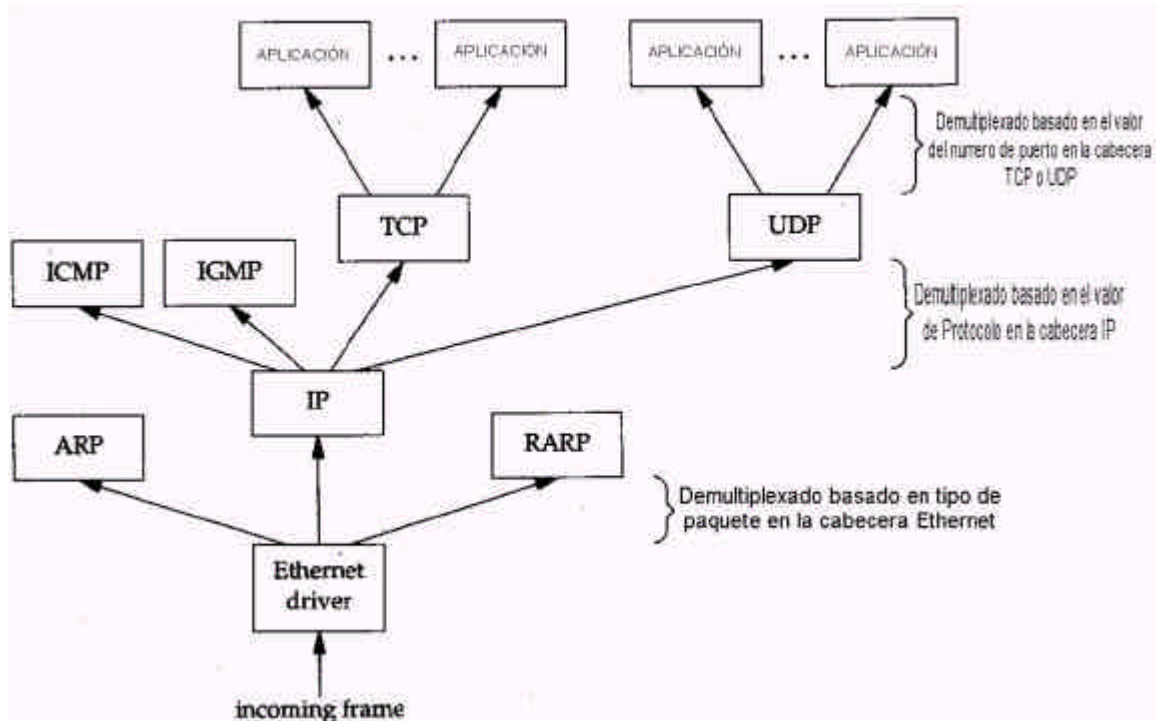 APLICACIÓN ... APLICACIÓN
APLICACIÓN ... APLICACIÓN
Demultiplexado basado en el valor
del numero de puerto en la cabecera
TCP o UDP
TCP
UDP
ICMP
IGMP
Demultiplexado basado en el valor
de Protocolo en la cabecera IP
IP
ARP
RARP
Demultiplexado basado en tipo de
paquete en la cabecera Ethernet
Ethernet
driver
incoming frame